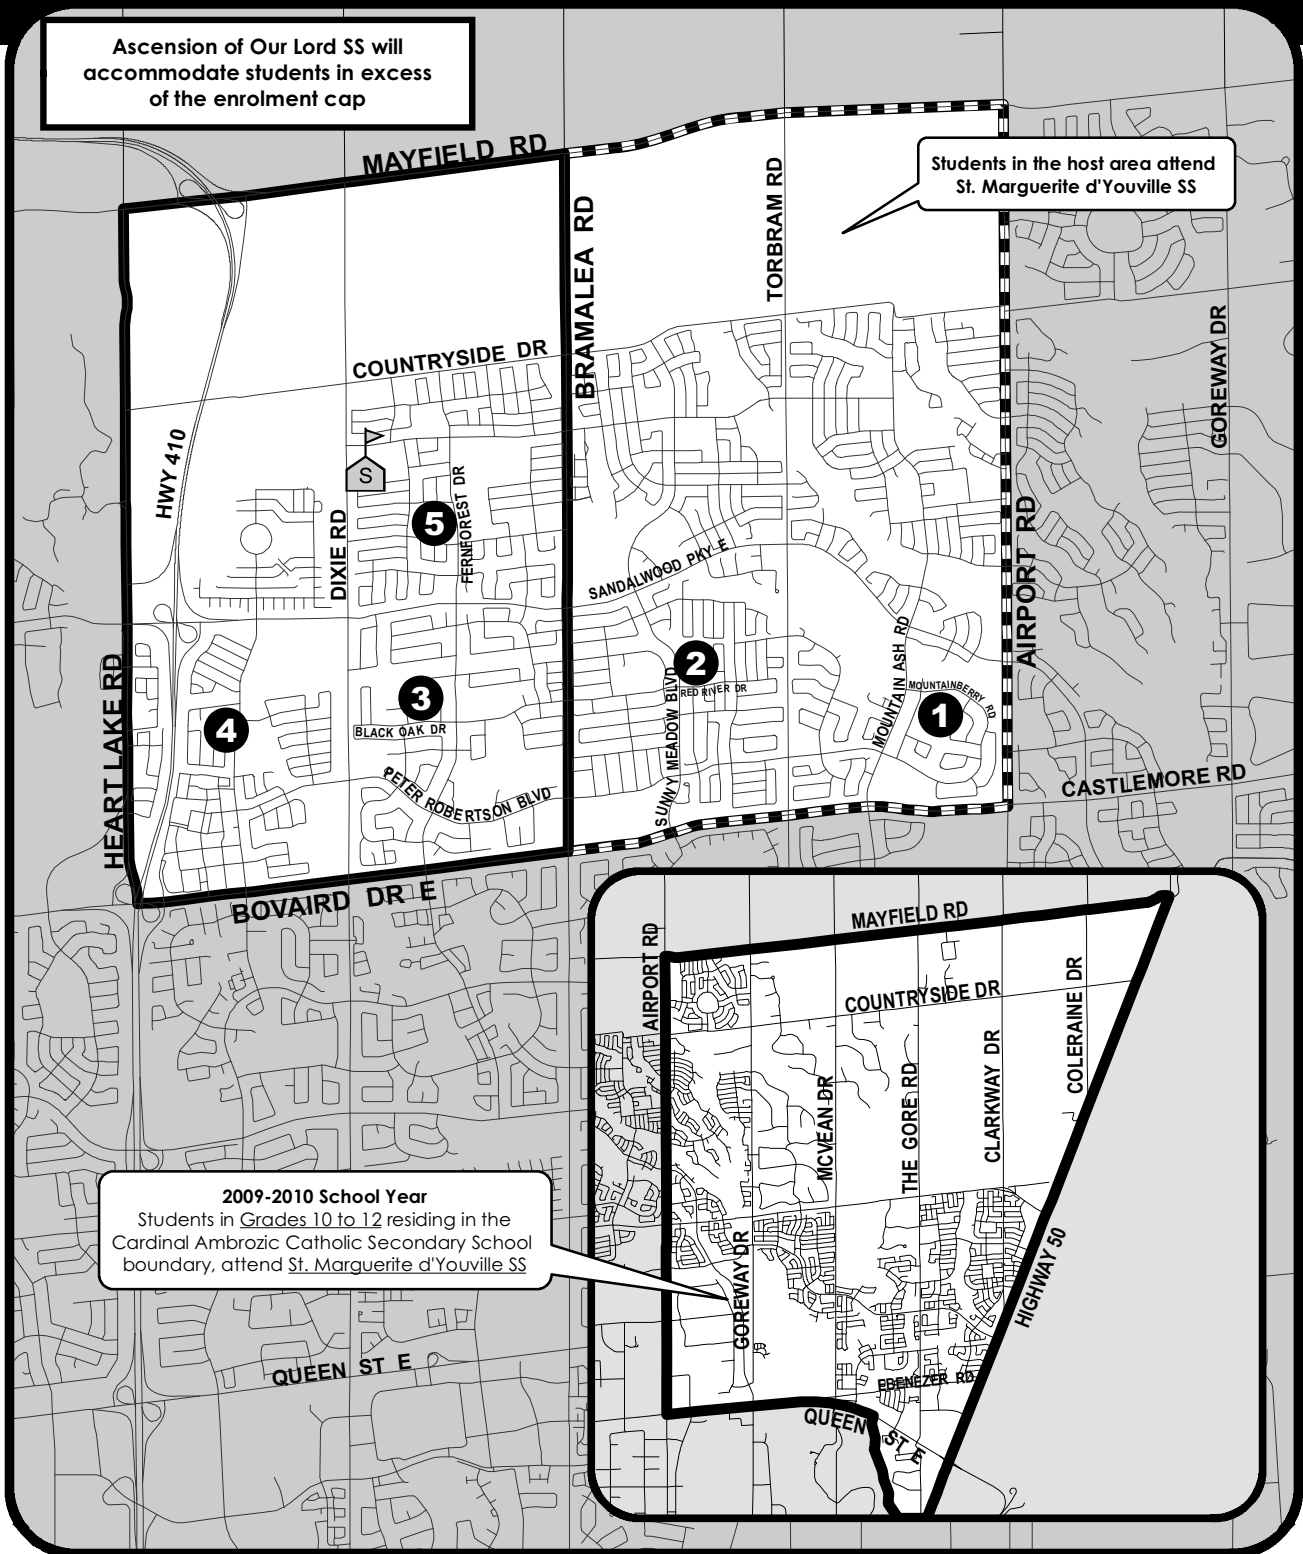 Ascension of Our Lord SS will
accommodate students in excess
of the enrolment cap
MAYFIELD RD
Students in the host area attend
St. Marguerite d'Youville SS
BRAMALEA RD
TORBRAM RD
COUNTRYSIDE DR
GOREWAY DR
HWY 410
S
5
FERNFOREST DR
DIXIE RD
AIRPORT RD
SANDALWOOD PKY E
2
RED RIVER DR
MOUNTAIN ASH RD
MOUNTAINBERRY RD
1
3
BLACK OAK DR
4
HEART LAKE RD
SUNNY MEADOW BLVD
PETER ROBERTSON BLVD
CASTLEMORE RD
BOVAIRD DR E
MAYFIELD RD
AIRPORT RD
COUNTRYSIDE DR
COLERAINE DR
CLARKWAY DR
THE GORE RD
MCVEAN DR
2009-2010 School Year
Students in Grades 10 to 12 residing in the
Cardinal Ambrozic Catholic Secondary School
boundary, attend St. Marguerite d'Youville SS
GOREWAY DR
HIGHWAY 50
EBENEZER RD
QUEEN ST E
QUEEN ST E